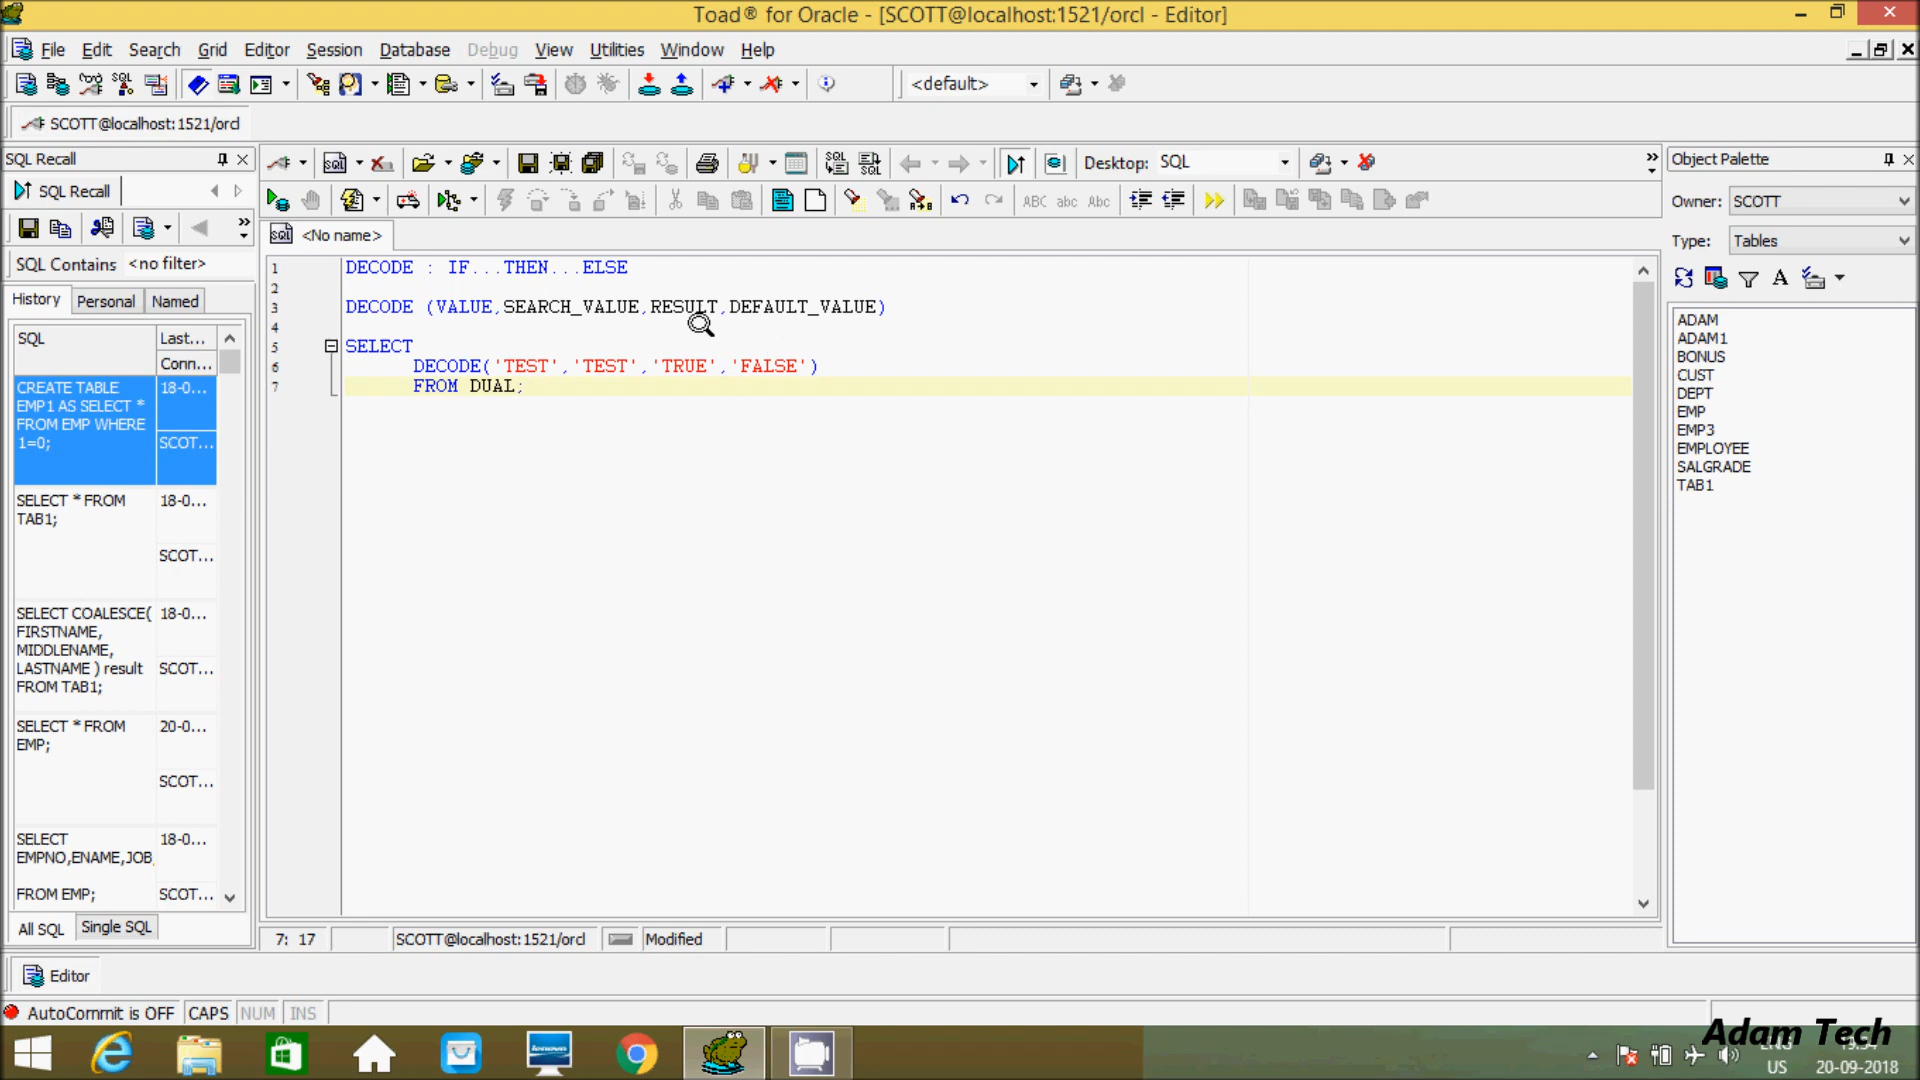 Toad® for Oracle - [SCOTT@localhost:1521/orcl - Editor]
File Edit Search Grid Editor Session Database Debug View Utilities Window Help
SQL
<default>
SCOTT@localhost:1521/orcl
SQL Recall
SQL Recall
SQL Contains <no filter>
History Personal Named
SQL Last...
Conn...
CREATE TABLE 18-0...
EMP1 AS SELECT *
FROM EMP WHERE
1=0; SCOT...
SELECT * FROM 18-0...
TAB1;
SCOT...
SELECT COALESCE( 18-0...
FIRSTNAME,
MIDDLENAME,
LASTNAME ) result SCOT...
FROM TAB1;
SELECT * FROM 20-0...
EMP;
SCOT...
SELECT 18-0...
EMPNO,ENAME,JOB,
FROM EMP; SCOT...
All SQL Single SQL
Desktop: SQL
ABC abc Abc
sql <No name>
1 DECODE : IF...THEN...ELSE
2
3 DECODE (VALUE,SEARCH_VALUE,RESULT,DEFAULT_VALUE)
4
5 SELECT
6 DECODE('TEST','TEST','TRUE','FALSE')
7 FROM DUAL;
7: 17 SCOTT@localhost:1521/orcl Modified
Object Palette
Owner: SCOTT
Type: Tables
ADAM
ADAM1
BONUS
CUST
DEPT
EMP
EMP3
EMPLOYEE
SALGRADE
TAB1
Editor
AutoCommit is OFF CAPS NUM INS
Adam Tech
US 20-09-2018